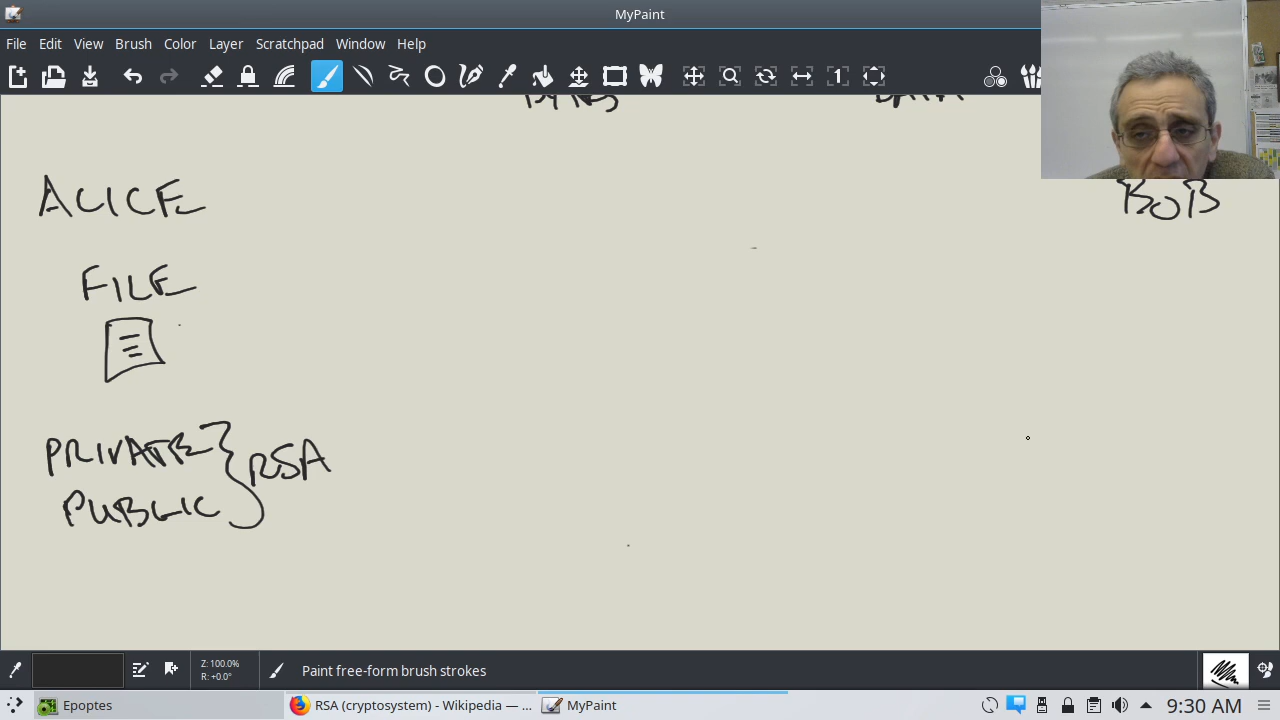 MyPaint
File Edit View Brush Color Layer Scratchpad Window Help
1
ALICE
BOB
FILE
PRIVATE
RSA
PUBLIC
Z: 100.0%
R: +0.0°
Paint free-form brush strokes
Epoptes
RSA (cryptosystem) - Wikipedia — ...
MyPaint
9:30 AM